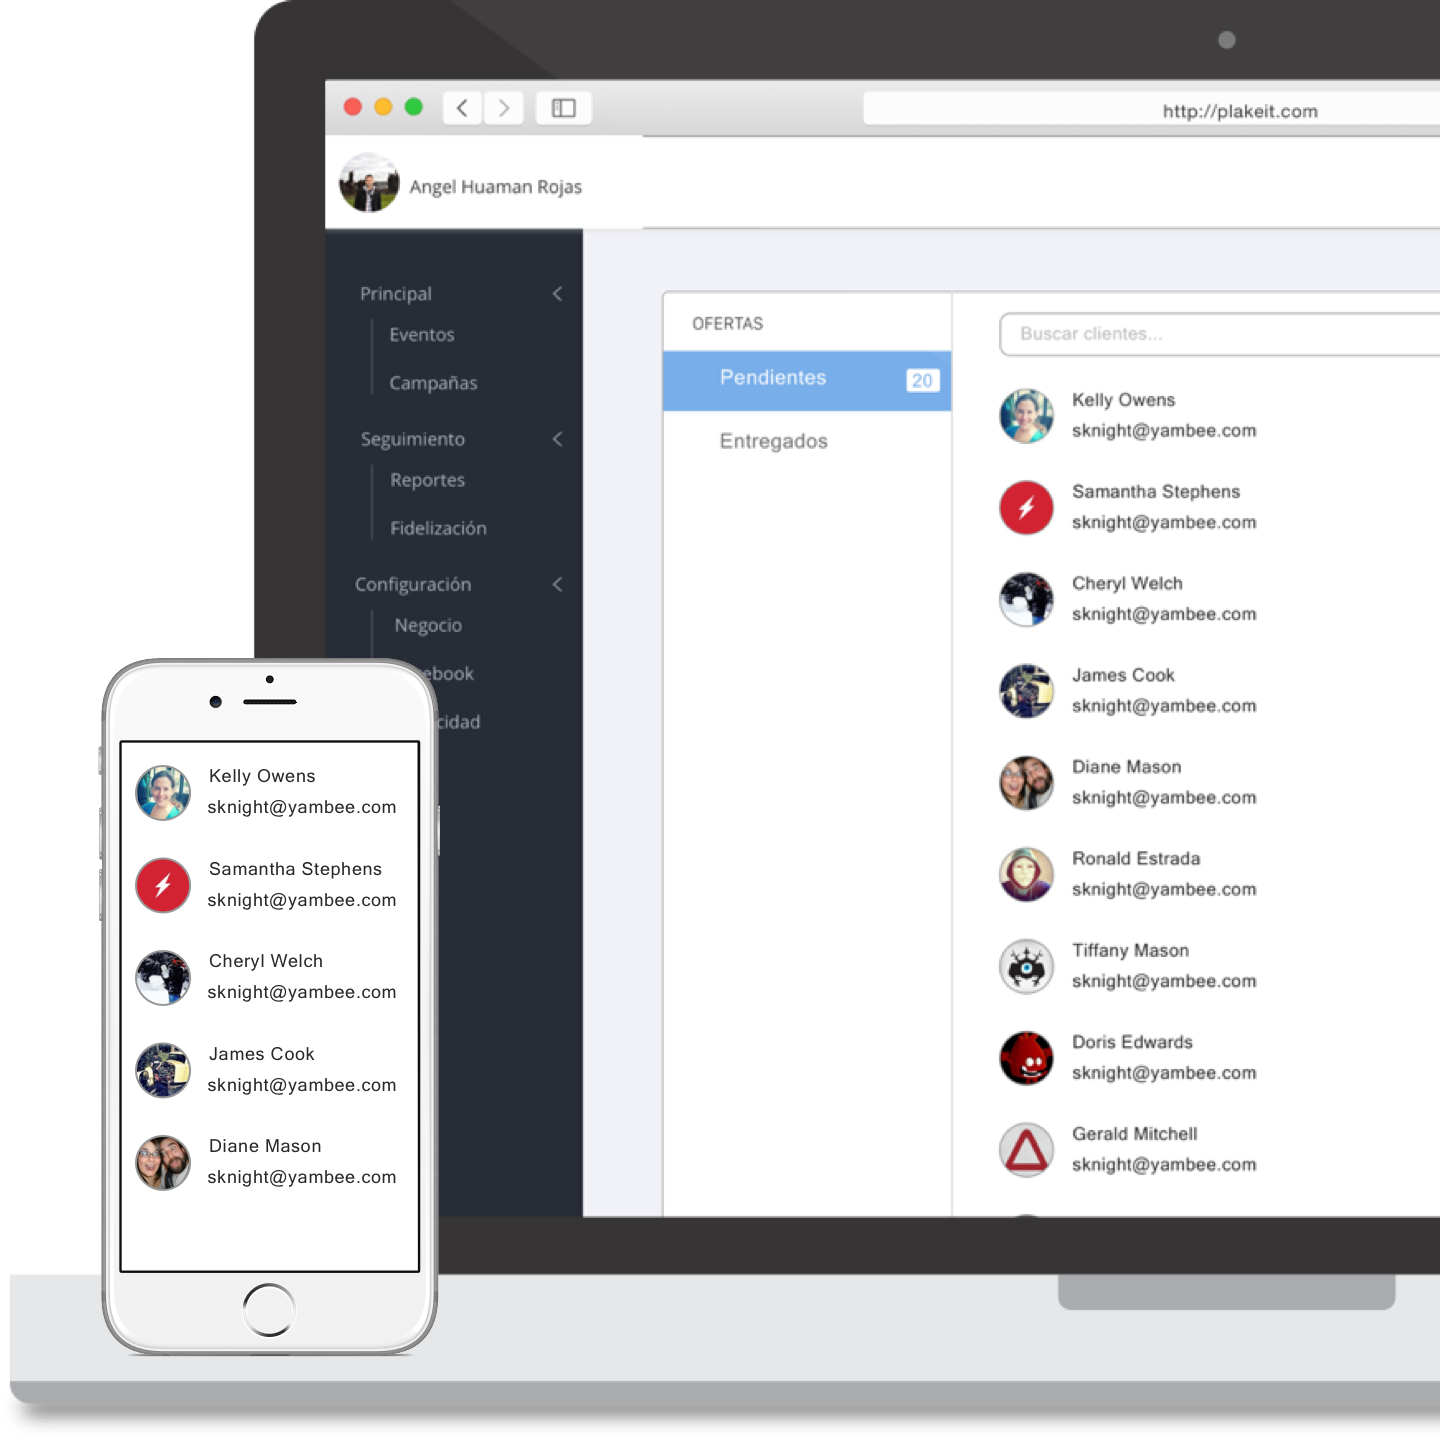 http://plakeit.com
Angel Huaman Rojas
Principal
Eventos
Campañas
Seguimiento
Reportes
Fidelización
Configuración
Negocio
ebook
cidad
OFERTAS
Pendientes 20
Entregados
Buscar clientes...
Kelly Owens
sknight@yambee.com
Samantha Stephens
sknight@yambee.com
Cheryl Welch
sknight@yambee.com
James Cook
sknight@yambee.com
Diane Mason
sknight@yambee.com
Ronald Estrada
sknight@yambee.com
Tiffany Mason
sknight@yambee.com
Doris Edwards
sknight@yambee.com
Gerald Mitchell
sknight@yambee.com
Kelly Owens
sknight@yambee.com
Samantha Stephens
sknight@yambee.com
Cheryl Welch
sknight@yambee.com
James Cook
sknight@yambee.com
Diane Mason
sknight@yambee.com